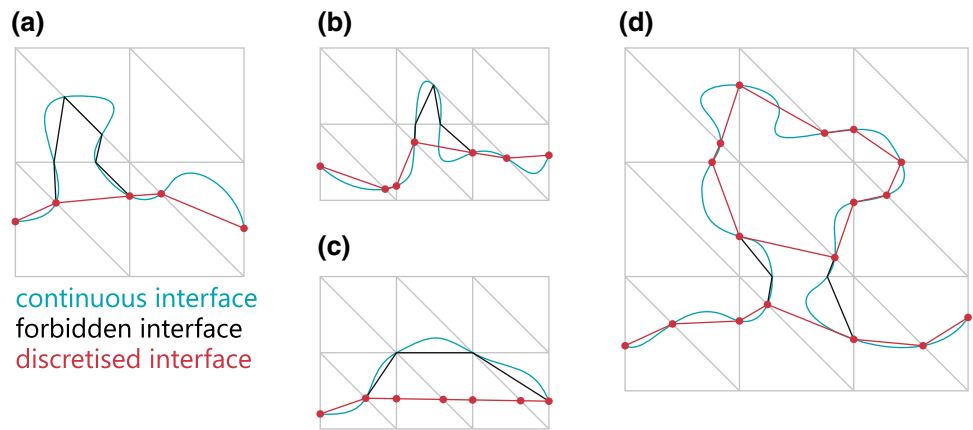 (a)
(b)
(c)
(d)
continuous interface
forbidden interface
discretised interface